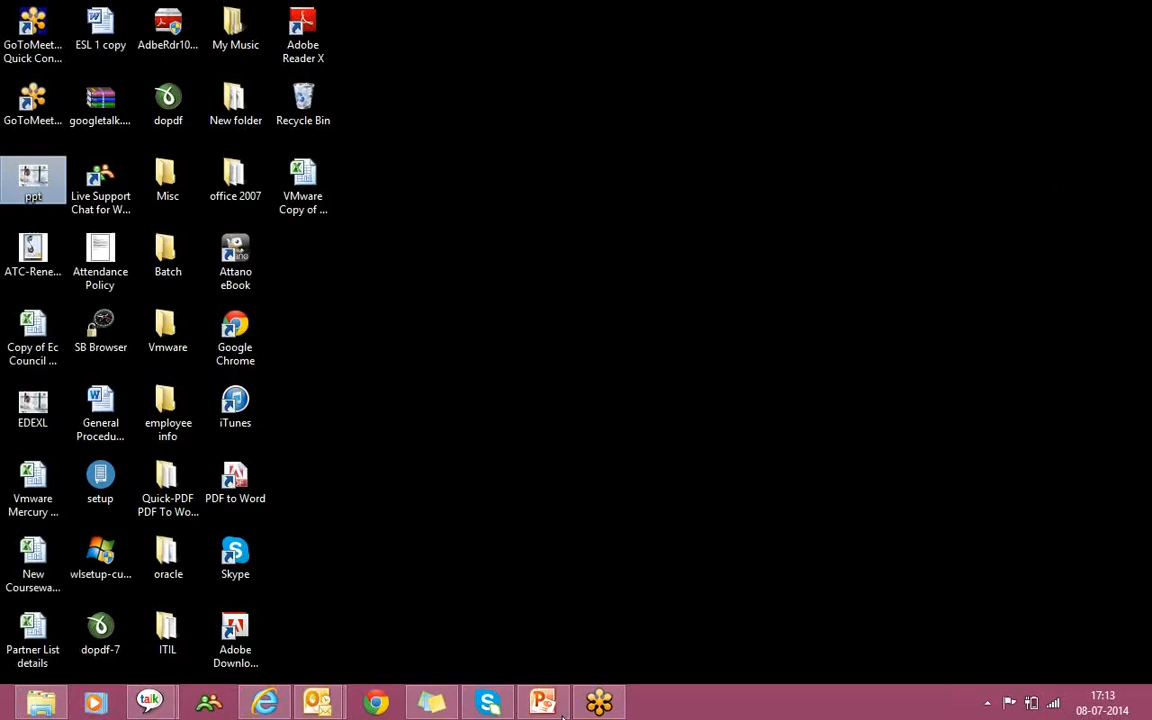 GoToMeet... Quick Con...
ESL 1 copy
AdbeRdr10...
My Music
Adobe Reader X
GoToMeet...
googletalk....
dopdf
New folder
Recycle Bin
ppt
Live Support Chat for W...
Misc
office 2007
VMware Copy of ...
ATC-Rene...
Attendance Policy
Batch
Attano eBook
Copy of Ec Council ...
SB Browser
Vmware
Google Chrome
EDEXL
General Procedu...
employee info
iTunes
Vmware Mercury ...
setup
Quick-PDF PDF To Wo...
PDF to Word
New Coursewa...
wlsetup-cu...
oracle
Skype
Partner List details
dopdf-7
ITIL
Adobe Downlo...
talk
17:13
08-07-2014